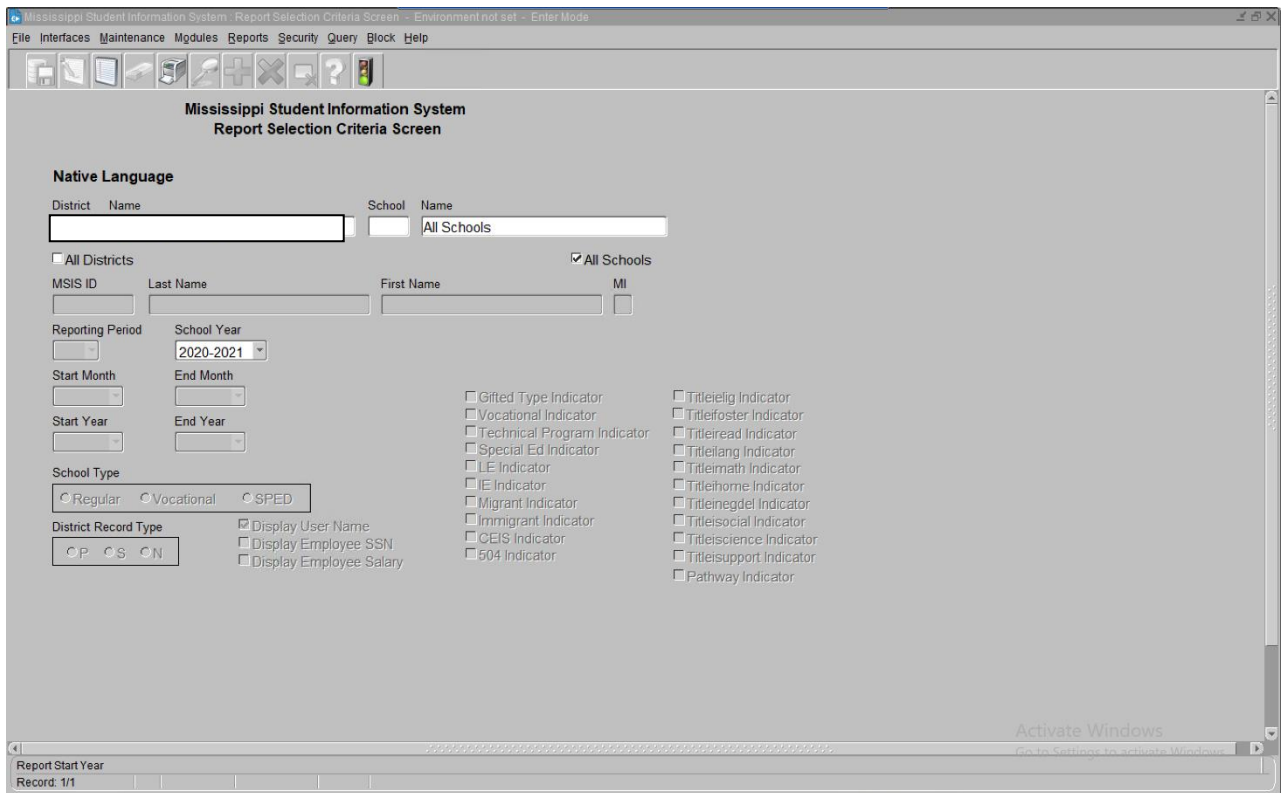 Mississippi Student Information System : Report Selection Criteria Screen - Environment not set - Enter Mode
File Interfaces Maintenance Modules Reports Security Query Block Help
Mississippi Student Information System
Report Selection Criteria Screen
Native Language
District Name School Name
All Schools
All Districts All Schools
MSIS ID Last Name First Name MI
Reporting Period School Year
2020-2021
Start Month End Month
Start Year End Year
School Type
Regular Vocational SPED
District Record Type
P S N
Display User Name
Display Employee SSN
Display Employee Salary
Gifted Type Indicator
Vocational Indicator
Technical Program Indicator
Special Ed Indicator
LE Indicator
IE Indicator
Migrant Indicator
Immigrant Indicator
CEIS Indicator
504 Indicator
Titleielig Indicator
Titleifoster Indicator
Titleiread Indicator
Titleilang Indicator
Titleimath Indicator
Titleihome Indicator
Titleinegdel Indicator
Titleisocial Indicator
Titleiscience Indicator
Titleisupport Indicator
Pathway Indicator
Activate Windows
Go to Settings to activate Windows.
Report Start Year
Record: 1/1